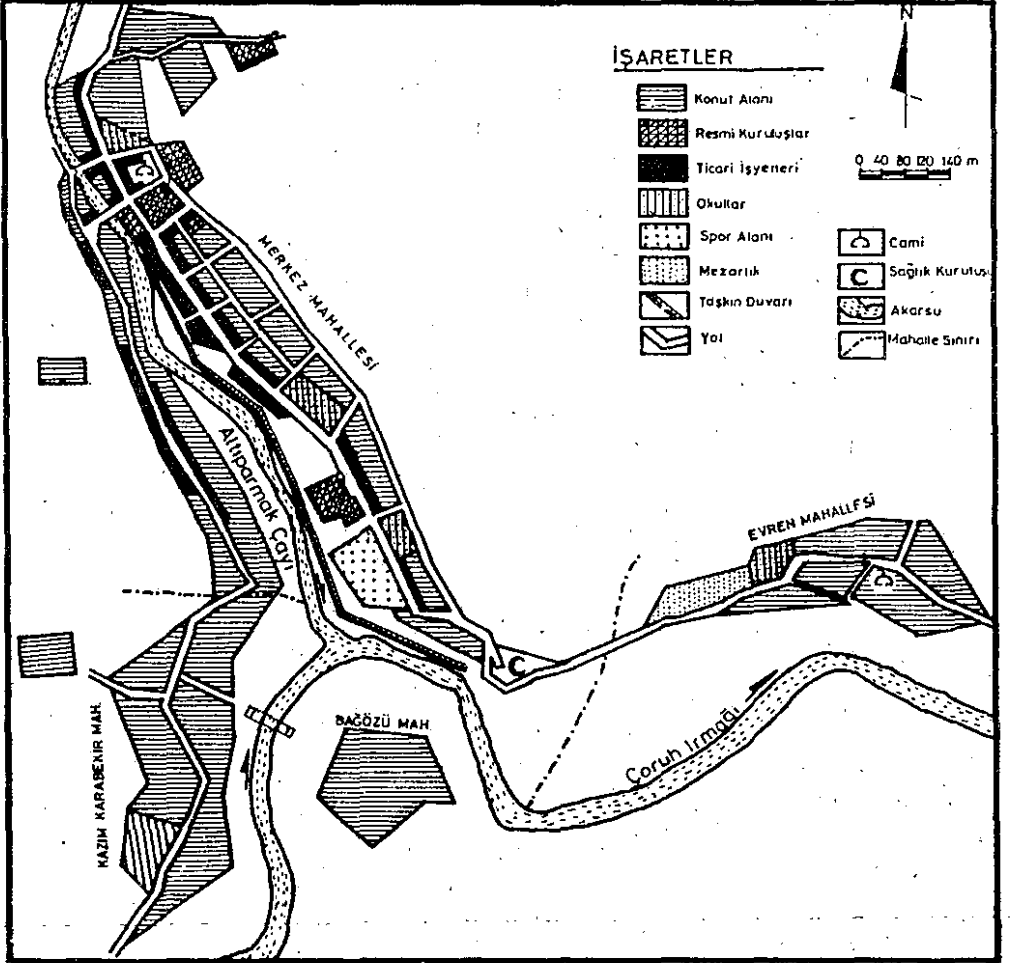 N
İŞARETLER
Konut Alanı
Resmi Kuruluşlar
Ticari İşyeneri
Okullar
Spor Alanı
Mezarlık
Taşkın Duvarı
Yol
0 40 80 120 140 m
Cami
C Sağlık Kuruluşu
Akarsu
Mahalle Sınırı
MERKEZ MAHALLESİ
Altıparmak Çayı
EVREN MAHALLESİ
C
BAĞÖZÜ MAH
Çoruh Irmağı
KAZIM KARABEKİR MAH.